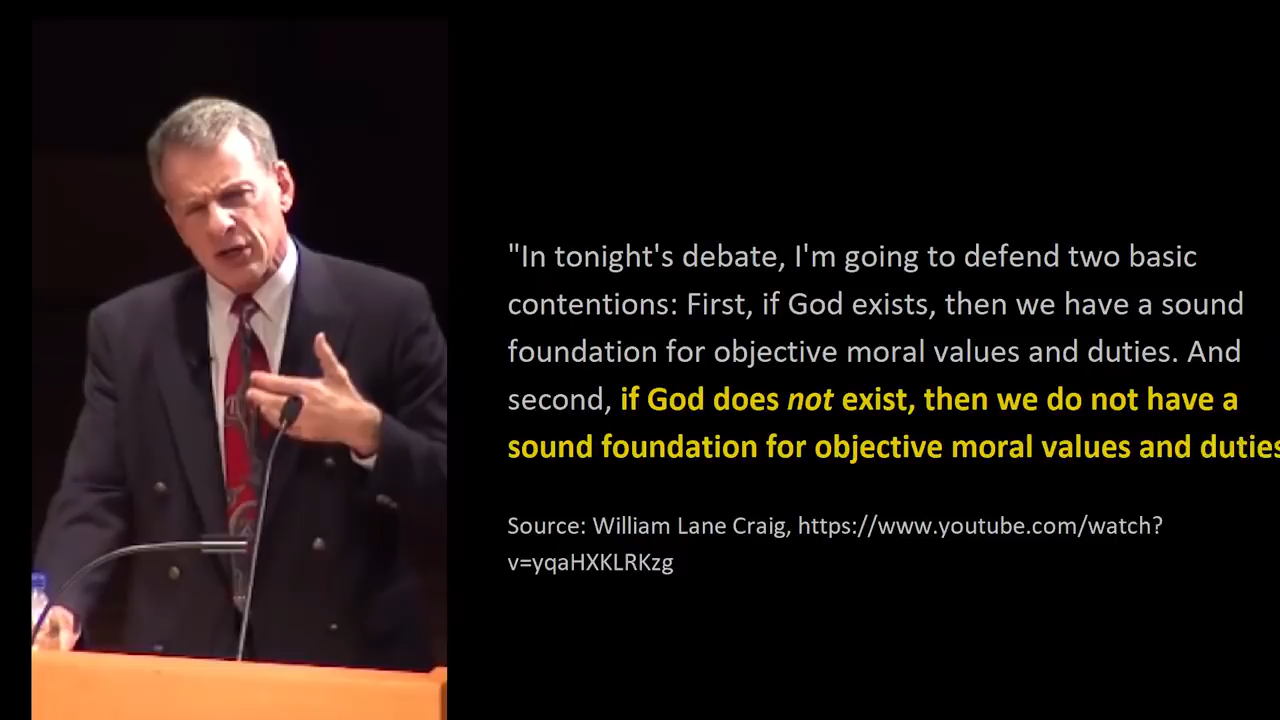 "In tonight's debate, I'm going to defend two basic
contentions: First, if God exists, then we have a sound
foundation for objective moral values and duties. And
second, if God does not exist, then we do not have a
sound foundation for objective moral values and duties
Source: William Lane Craig, https://www.youtube.com/watch?
v=yqaHXKLRKzg